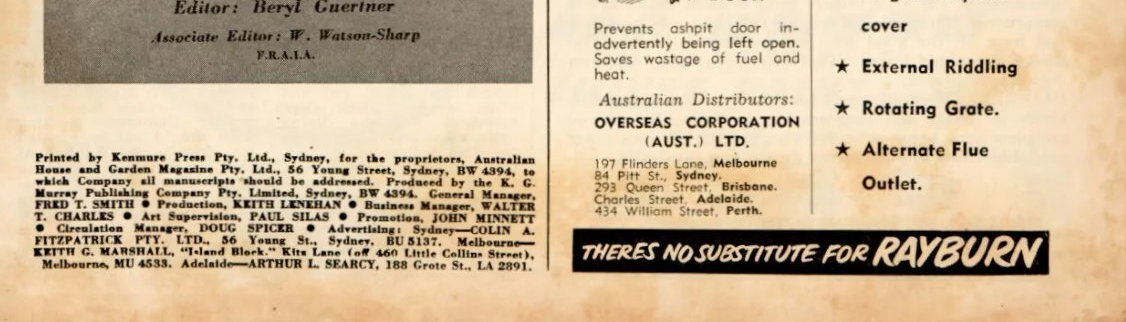 Editor: Beryl Guertner
Associate Editor: W. Watson-Sharp
F.R.A.I.A.
Printed by Kenmure Press Pty. Ltd., Sydney, for the proprietors, Australian
House and Garden Magazine Pty. Ltd., 56 Young Street, Sydney, BW 4394, to
which Company all manuscripts should be addressed. Produced by the K. G.
Murray Publishing Company Pty. Limited, Sydney, BW 4394. General Manager,
FRED T. SMITH ● Production, KEITH LENEHAN ● Business Manager, WALTER
T. CHARLES ● Art Supervision, PAUL SILAS ● Promotion, JOHN MINNETT
● Circulation Manager, DOUG SPICER ● Advertising: Sydney—COLIN A.
FITZPATRICK PTY. LTD., 56 Young St., Sydney, BU 5137. Melbourne—
KEITH G. MARSHALL, "Island Block." Kits Lane (off 460 Little Collins Street),
Melbourne, MU 4533. Adelaide—ARTHUR L. SEARCY, 188 Grote St., LA 2891.
Prevents ashpit door in-
advertently being left open.
Saves wastage of fuel and
heat.
Australian Distributors:
OVERSEAS CORPORATION
(AUST.) LTD.
197 Flinders Lane, Melbourne
84 Pitt St., Sydney.
293 Queen Street, Brisbane.
Charles Street, Adelaide.
434 William Street, Perth.
cover
★ External Riddling
★ Rotating Grate.
★ Alternate Flue
Outlet.
THERES NO SUBSTITUTE FOR RAYBURN